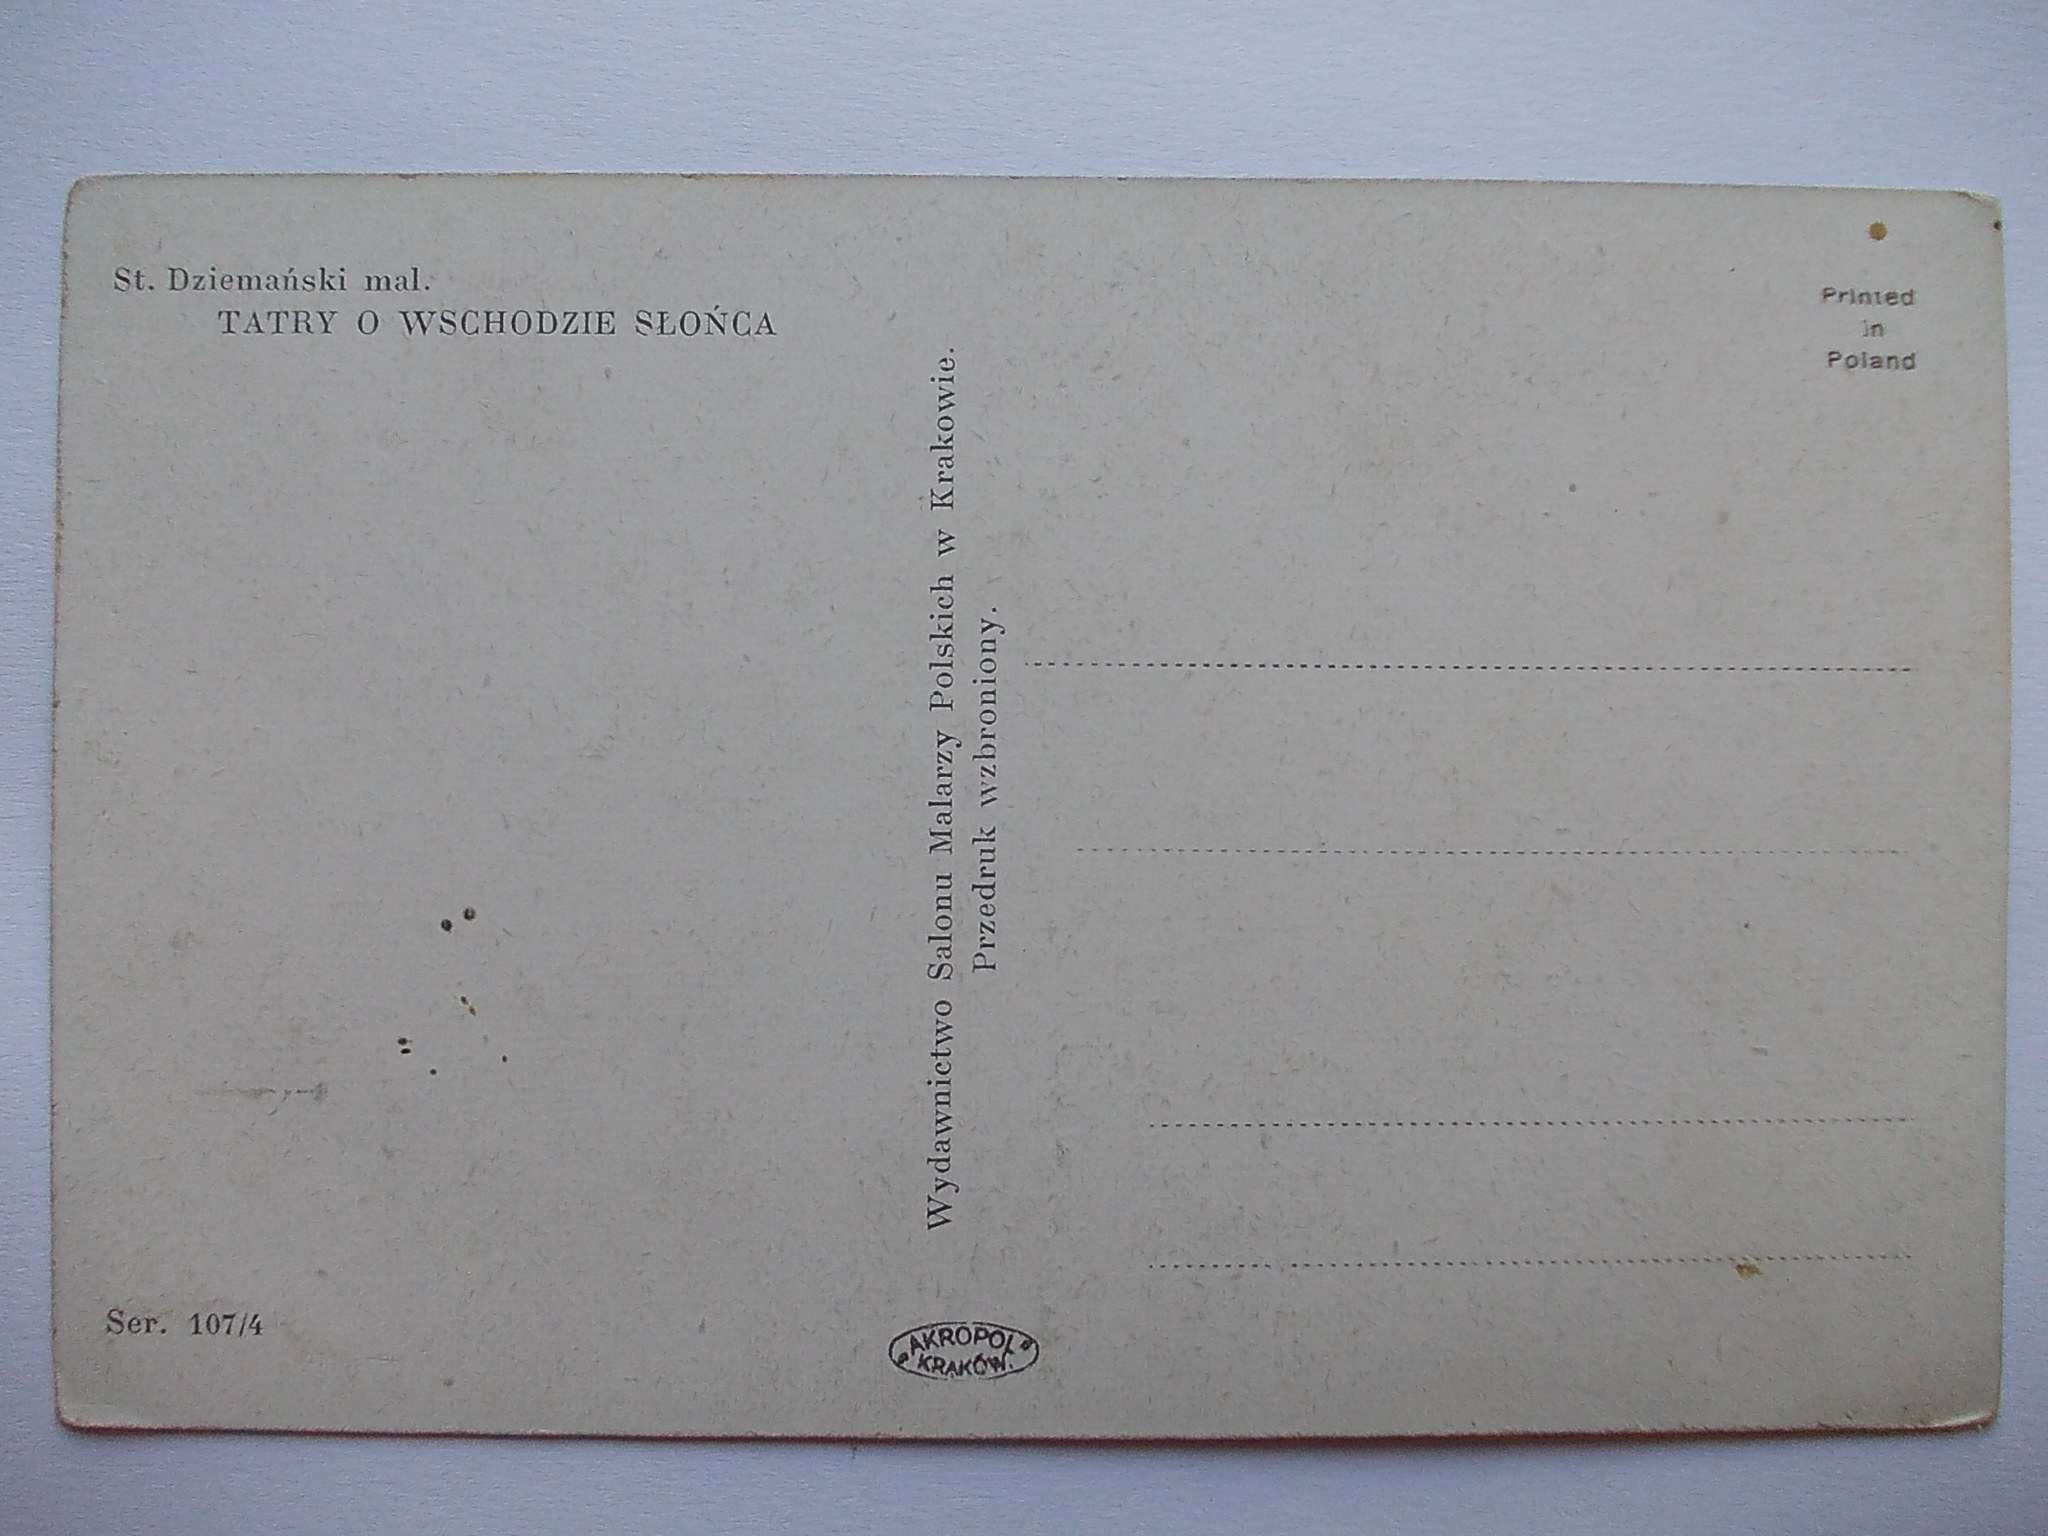 St. Dziemański mal.
TATRY O WSCHODZIE SŁOŃCA
Wydawnictwo Salonu Malarzy Polskich w Krakowie.
Przedruk wzbroniony.
Printed
in
Poland
Ser. 107/4
AKROPOL
KRAKÓW.